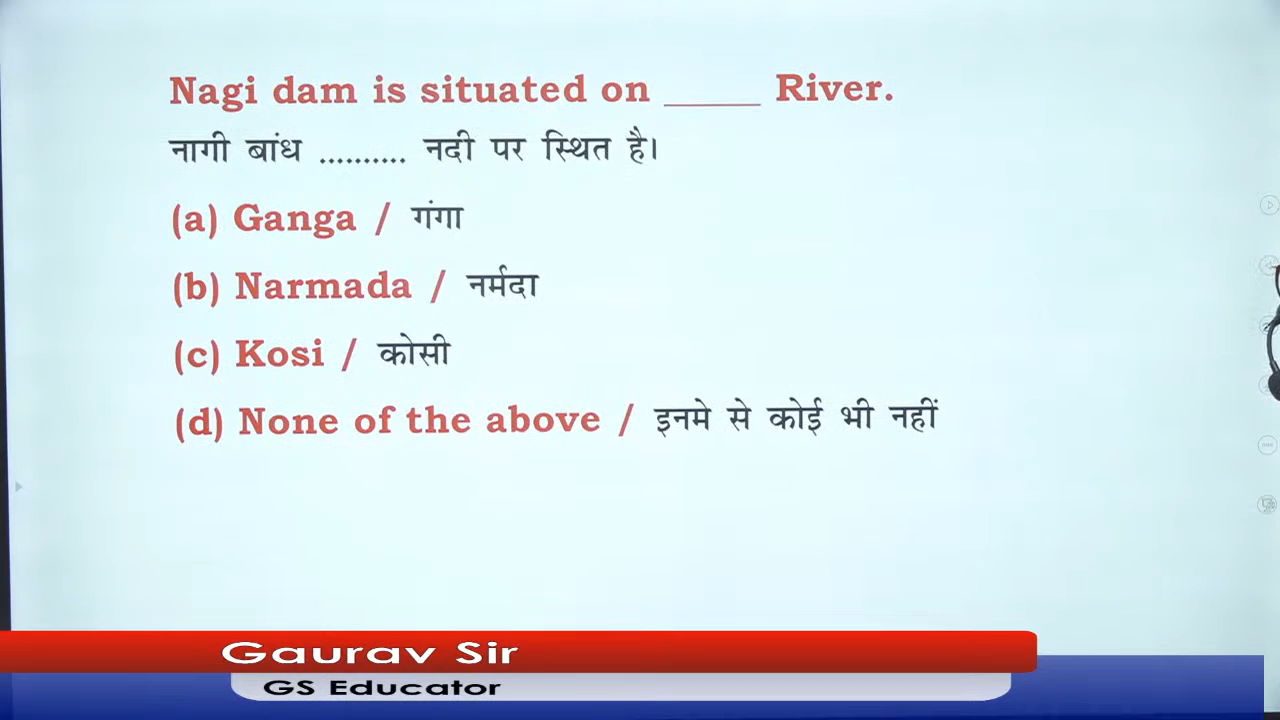 Nagi dam is situated on _____ River.
नागी बांध .......... नदी पर स्थित है।
(a) Ganga / गंगा
(b) Narmada / नर्मदा
(c) Kosi / कोसी
(d) None of the above / इनमे से कोई भी नहीं
Gaurav Sir
GS Educator